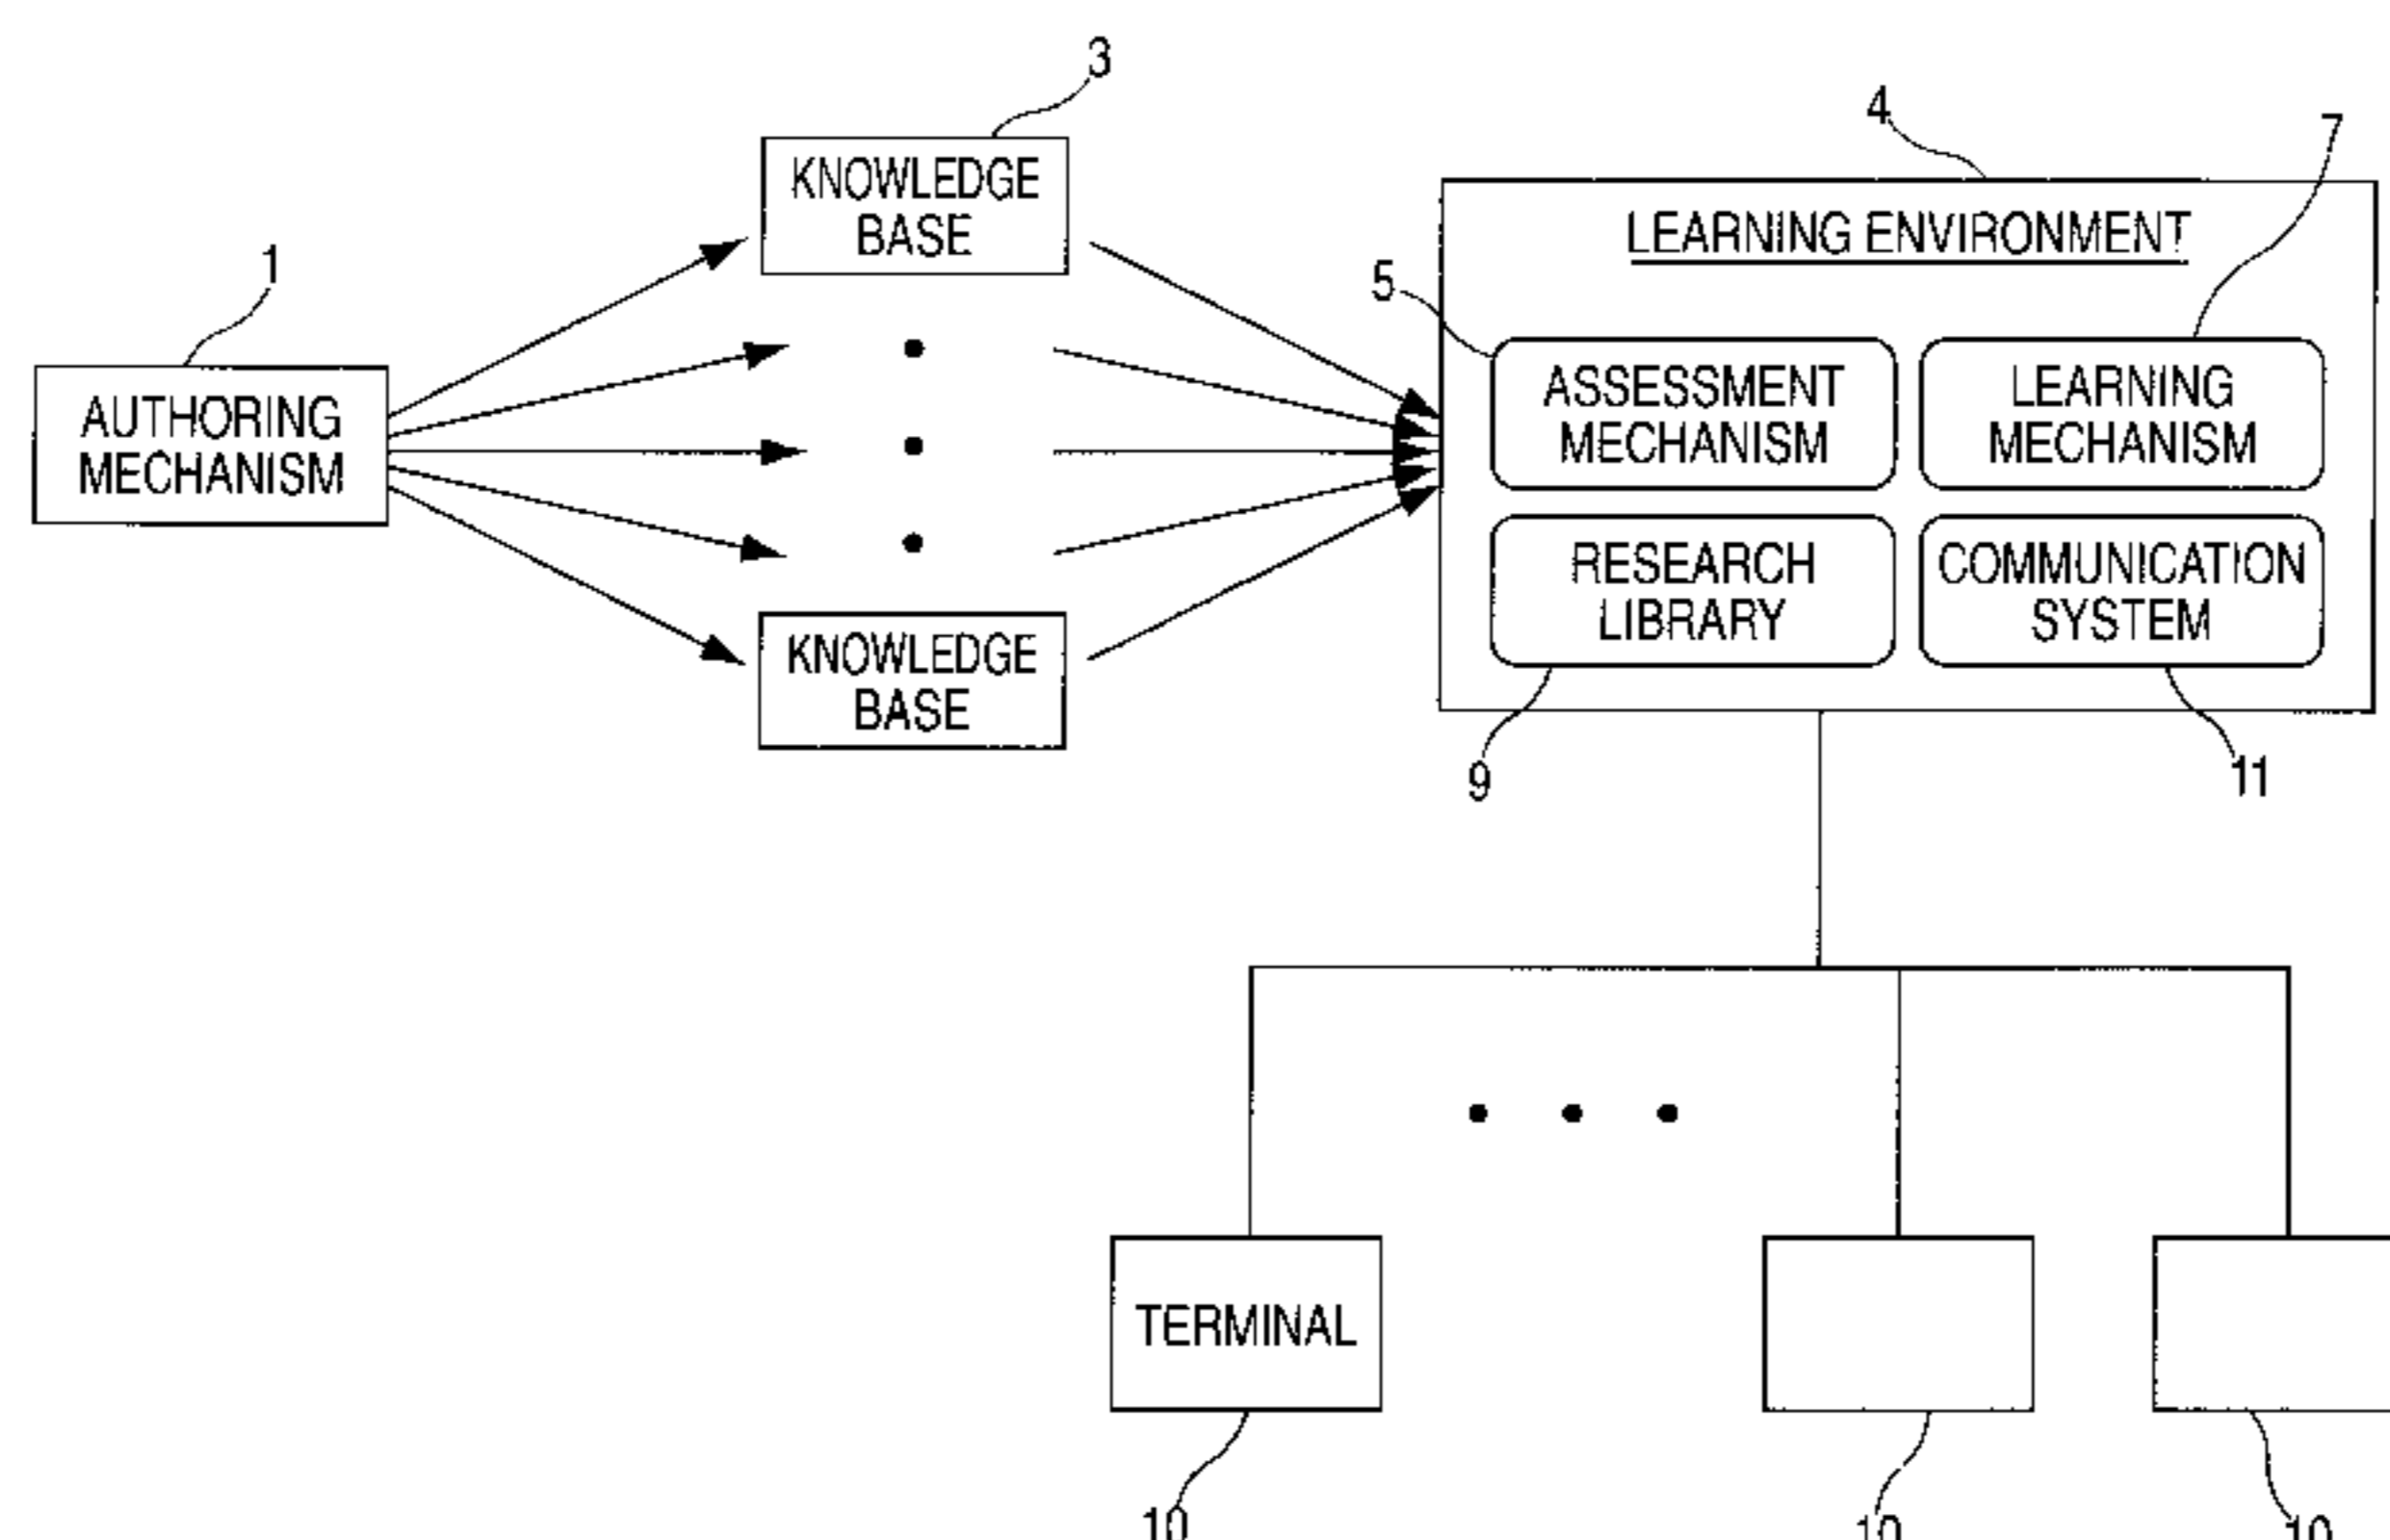 3
4
7
KNOWLEDGE
BASE
LEARNING ENVIRONMENT
1
5
AUTHORING
MECHANISM
ASSESSMENT
MECHANISM
LEARNING
MECHANISM
RESEARCH
LIBRARY
COMMUNICATION
SYSTEM
KNOWLEDGE
BASE
9
11
TERMINAL
10
10
10